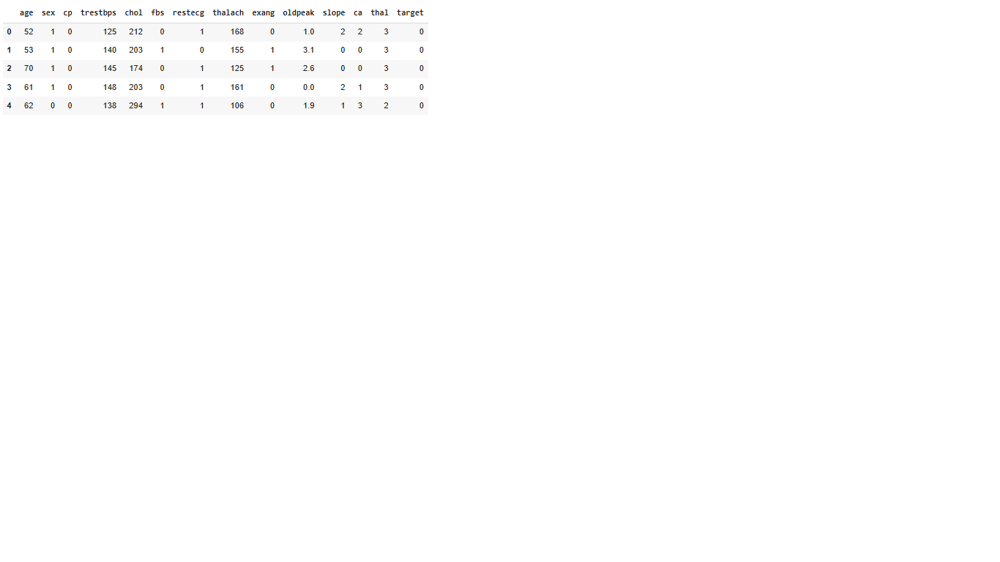 age sex cp trestbps chol fbs restecg thalach exang oldpeak slope ca thal target
0 52 1 0 125 212 0 1 168 0 1.0 2 2 3 0
1 53 1 0 140 203 1 0 155 1 3.1 0 0 3 0
2 70 1 0 145 174 0 1 125 1 2.6 0 0 3 0
3 61 1 0 148 203 0 1 161 0 0.0 2 1 3 0
4 62 0 0 138 294 1 1 106 0 1.9 1 3 2 0